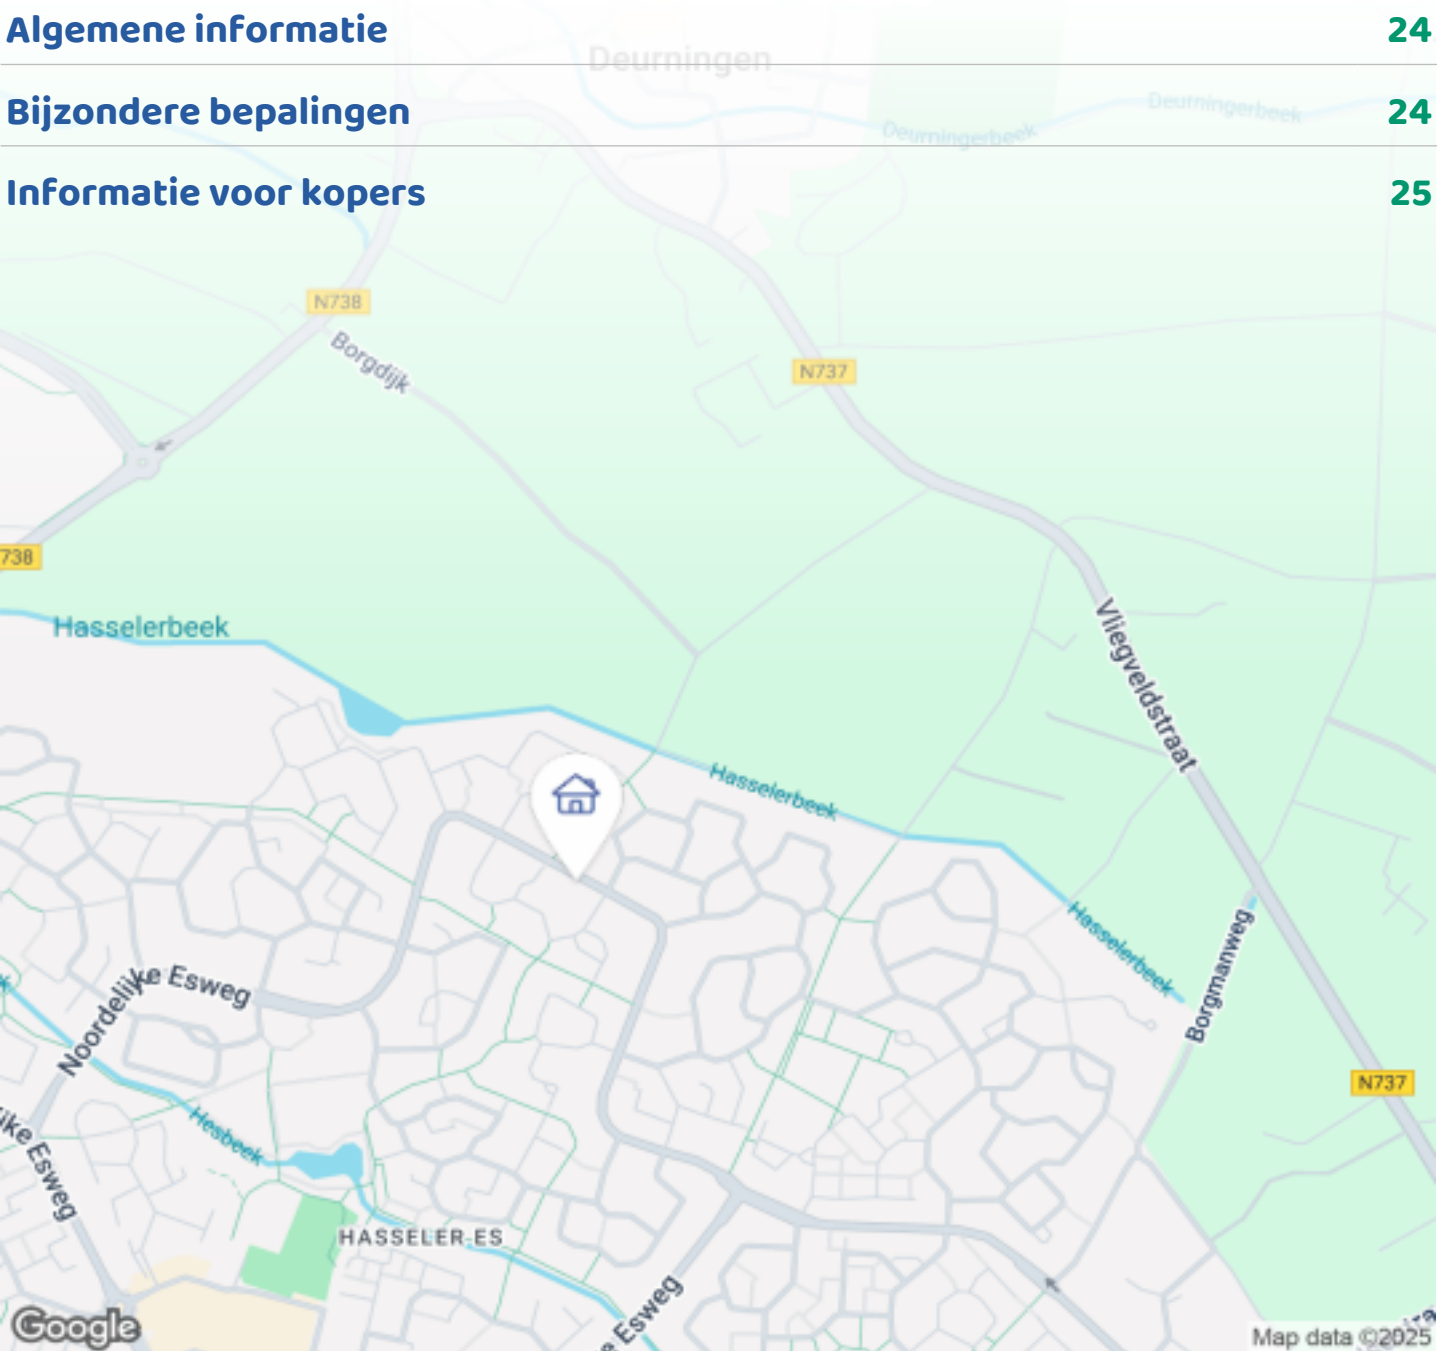 Algemene informatie 24
Deurningen
Bijzondere bepalingen 24
Deurningerbeek
Deurningerbeek
Informatie voor kopers 25
N738
Borgdijk
N737
738
Hasselerbeek
Vliegveldstraat
Hasselerbeek
Hasselerbeek
Borgmanweg
Noordelijke Esweg
N737
Hesbeek
ijke Esweg
HASSELER-ES
e Esweg
Google
Map data ©2025